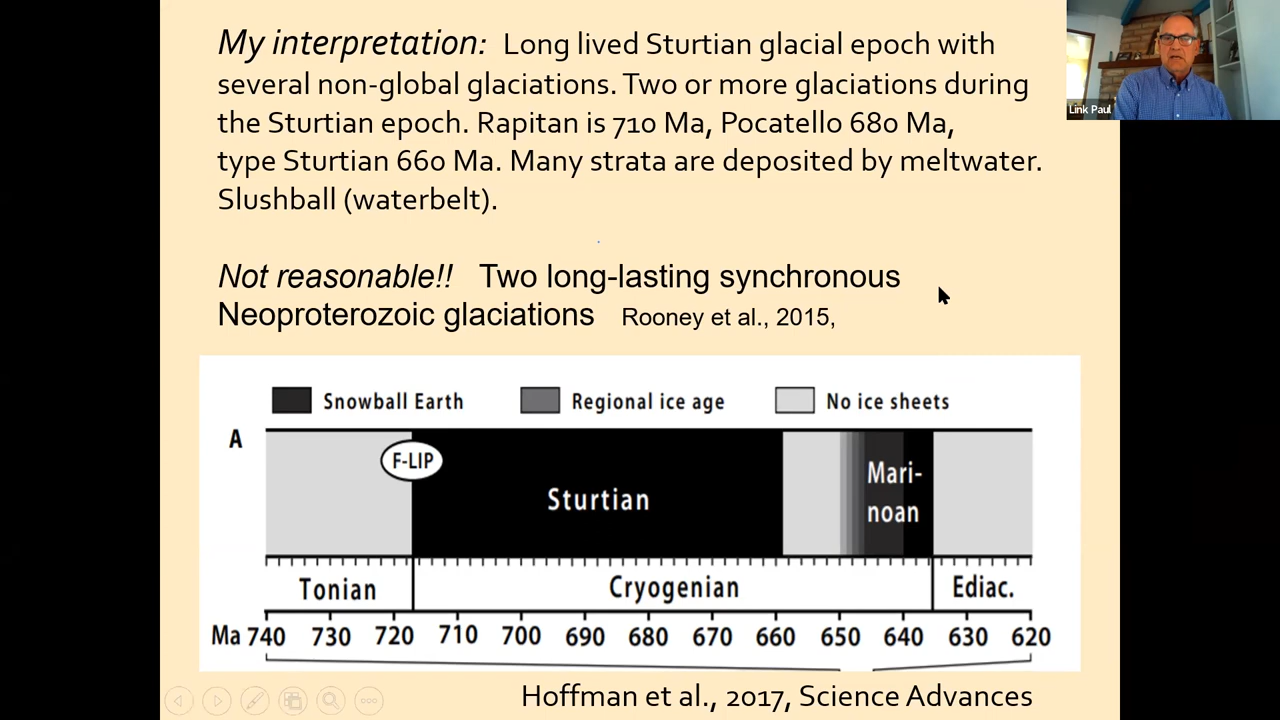 My interpretation: Long lived Sturtian glacial epoch with
several non-global glaciations. Two or more glaciations during
the Sturtian epoch. Rapitan is 710 Ma, Pocatello 680 Ma,
type Sturtian 660 Ma. Many strata are deposited by meltwater.
Slushball (waterbelt).
Link Paul
Not reasonable!! Two long-lasting synchronous
Neoproterozoic glaciations Rooney et al., 2015,
Snowball Earth Regional ice age No ice sheets
A
F-LIP
Sturtian
Mari-
noan
Tonian Cryogenian Ediac.
Ma 740 730 720 710 700 690 680 670 660 650 640 630 620
Hoffman et al., 2017, Science Advances